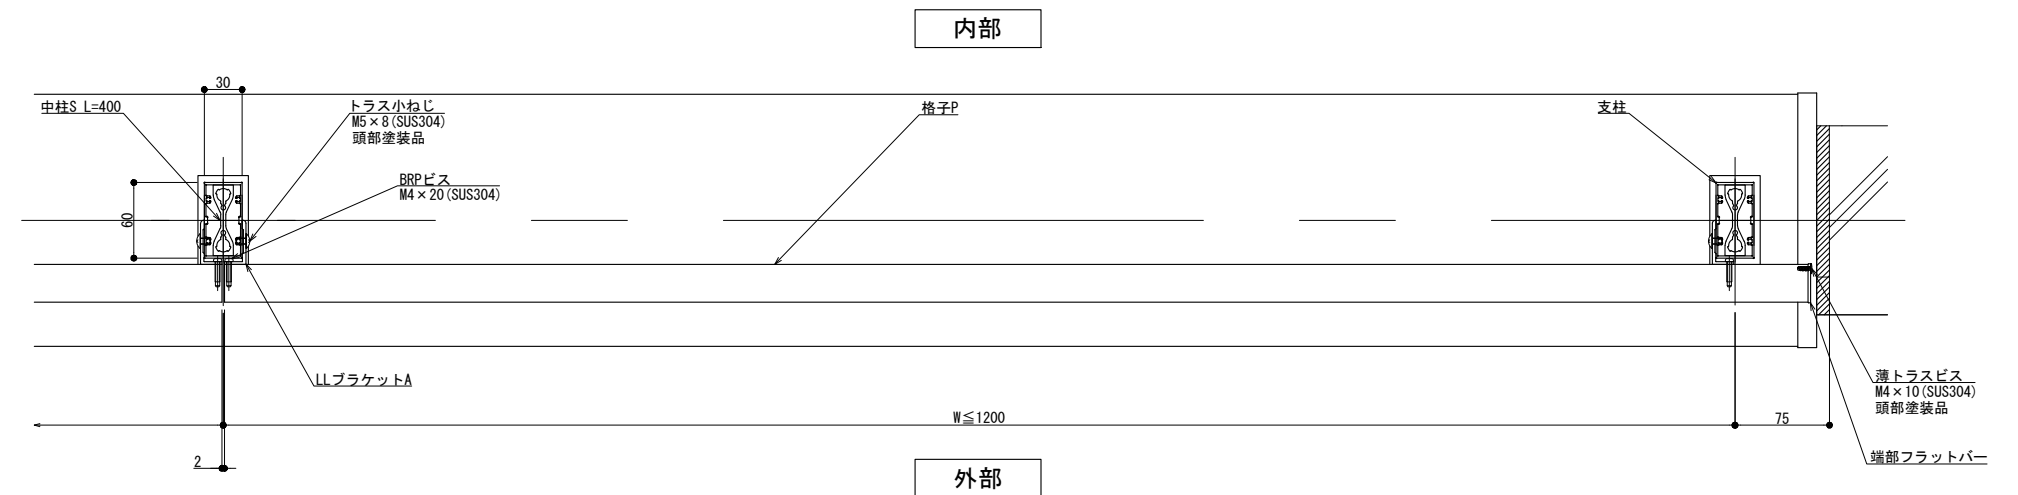 内部
30
中柱S L=400
トラス小ねじ
M5×8(SUS304)
頭部塗装品
格子P
支柱
BRPビス
M4×20(SUS304)
60
LLブラケットA
薄トラスビス
M4×10(SUS304)
頭部塗装品
W≦1200
75
2
端部フラットバー
外部